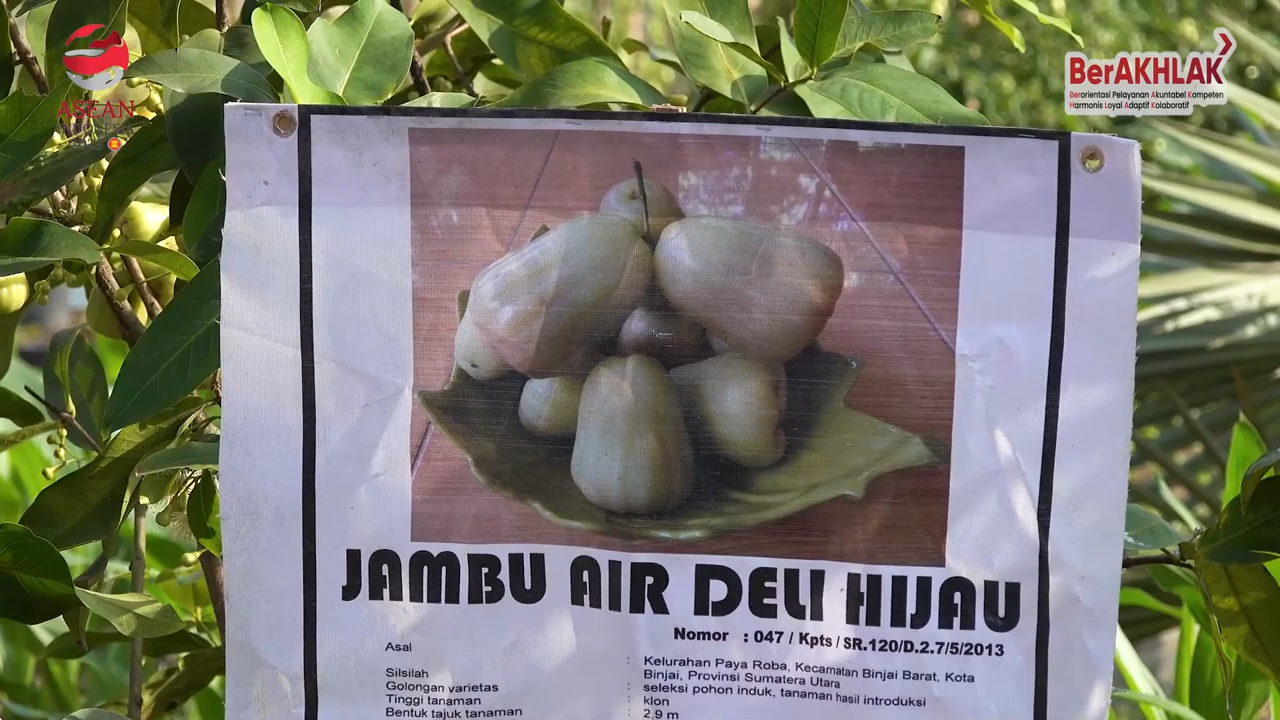 ASEAN
BerAKHLAK
Berorientasi Pelayanan Akuntabel Kompeten
Harmonis Loyal Adaptif Kolaboratif
JAMBU AIR DELI HIJAU
Nomor : 047 / Kpts / SR.120/D.2.7/5/2013
Asal : Kelurahan Paya Roba, Kecamatan Binjai Barat, Kota
Binjai, Provinsi Sumatera Utara
Silsilah : seleksi pohon induk, tanaman hasil introduksi
Golongan varietas : klon
Tinggi tanaman : 2,9 m
Bentuk tajuk tanaman